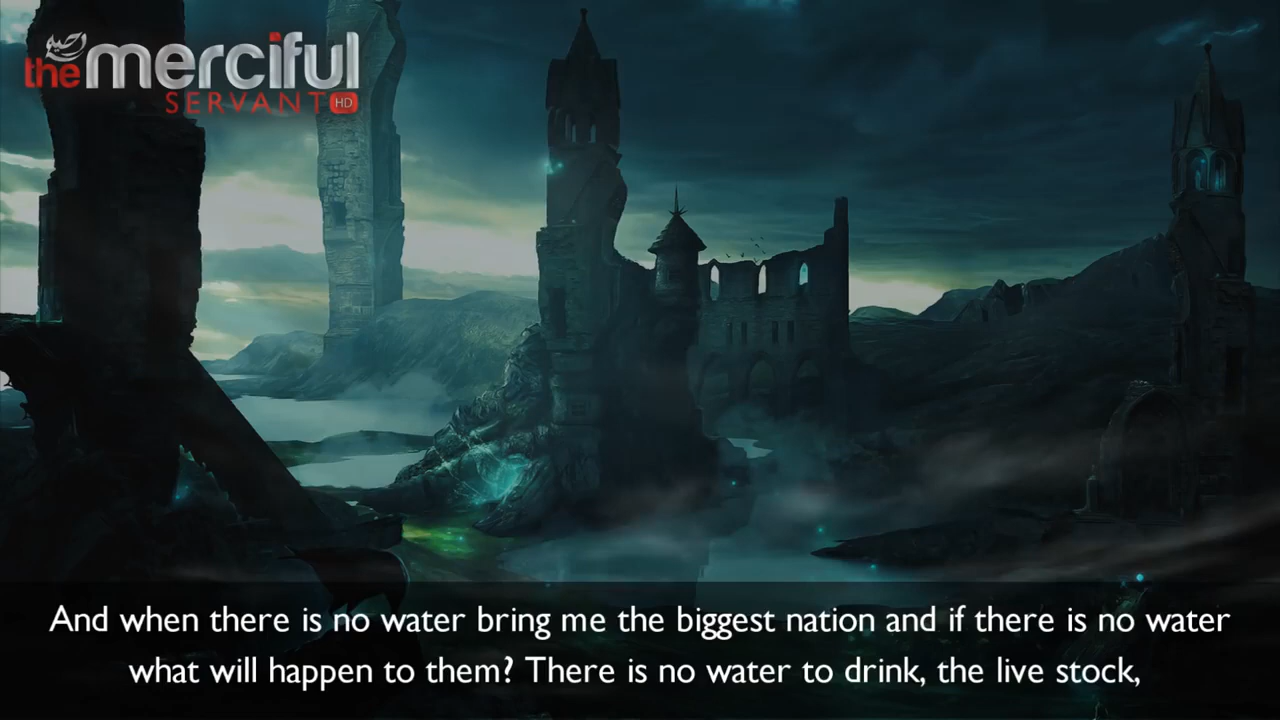 the merciful
SERVANT HD
And when there is no water bring me the biggest nation and if there is no water
what will happen to them? There is no water to drink, the live stock,